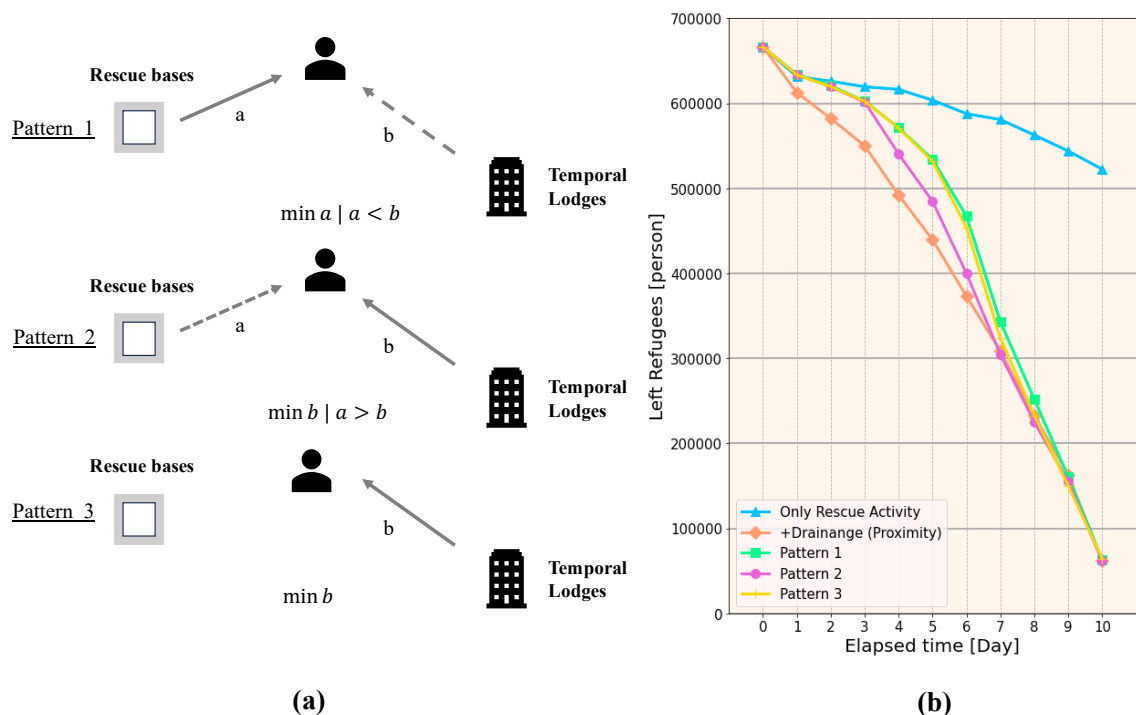 Rescue bases
Pattern 1
a
b
Temporal
Lodges
min a | a < b
Rescue bases
Pattern 2
a
b
Temporal
Lodges
min b | a > b
Rescue bases
Pattern 3
b
Temporal
Lodges
min b
(a)
700000
600000
500000
400000
300000
200000
100000
0
Left Refugees [person]
Only Rescue Activity
+Drainange (Proximity)
Pattern 1
Pattern 2
Pattern 3
0 1 2 3 4 5 6 7 8 9 10
Elapsed time [Day]
(b)